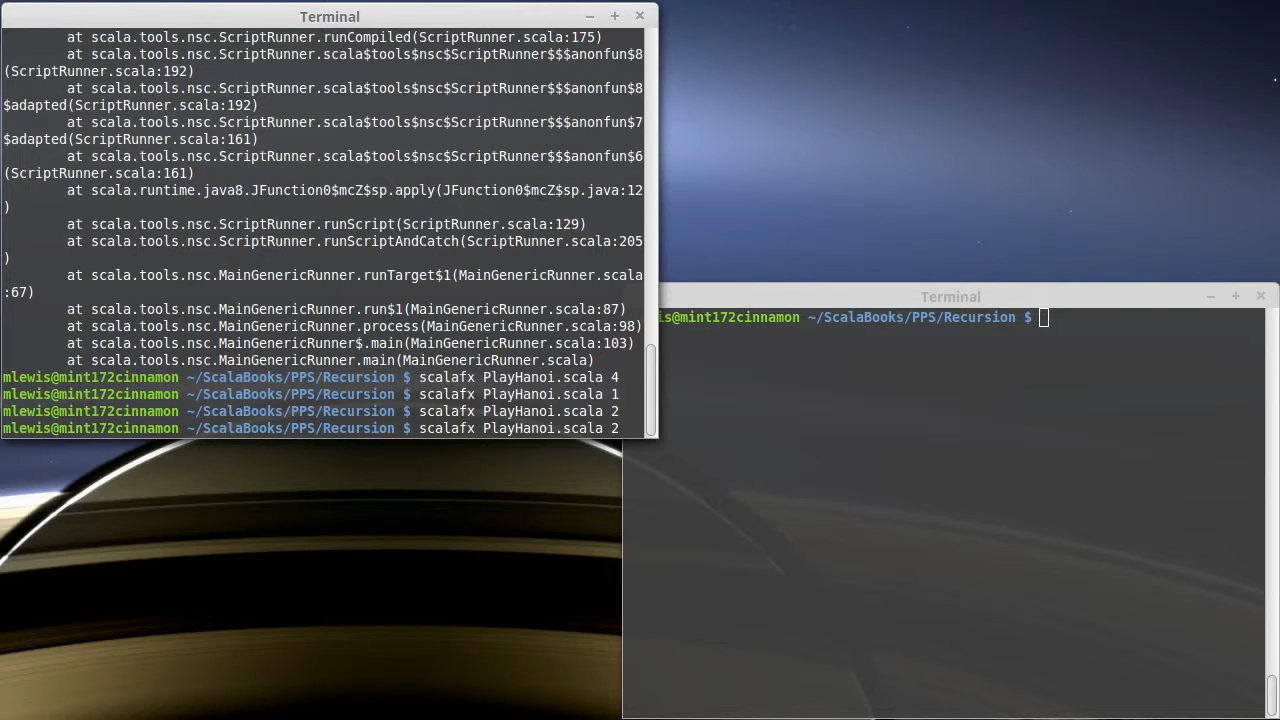 Terminal
at scala.tools.nsc.ScriptRunner.runCompiled(ScriptRunner.scala:175)
at scala.tools.nsc.ScriptRunner.scala$tools$nsc$ScriptRunner$$$anonfun$8
(ScriptRunner.scala:192)
at scala.tools.nsc.ScriptRunner.scala$tools$nsc$ScriptRunner$$$anonfun$8
$adapted(ScriptRunner.scala:192)
at scala.tools.nsc.ScriptRunner.scala$tools$nsc$ScriptRunner$$$anonfun$7
$adapted(ScriptRunner.scala:161)
at scala.tools.nsc.ScriptRunner.scala$tools$nsc$ScriptRunner$$$anonfun$6
(ScriptRunner.scala:161)
at scala.runtime.java8.JFunction0$mcZ$sp.apply(JFunction0$mcZ$sp.java:12
)
at scala.tools.nsc.ScriptRunner.runScript(ScriptRunner.scala:129)
at scala.tools.nsc.ScriptRunner.runScriptAndCatch(ScriptRunner.scala:205
)
at scala.tools.nsc.MainGenericRunner.runTarget$1(MainGenericRunner.scala
:67)
at scala.tools.nsc.MainGenericRunner.run$1(MainGenericRunner.scala:87)
at scala.tools.nsc.MainGenericRunner.process(MainGenericRunner.scala:98)
at scala.tools.nsc.MainGenericRunner$.main(MainGenericRunner.scala:103)
at scala.tools.nsc.MainGenericRunner.main(MainGenericRunner.scala)
mlewis@mint172cinnamon ~/ScalaBooks/PPS/Recursion $ scalafx PlayHanoi.scala 4
mlewis@mint172cinnamon ~/ScalaBooks/PPS/Recursion $ scalafx PlayHanoi.scala 1
mlewis@mint172cinnamon ~/ScalaBooks/PPS/Recursion $ scalafx PlayHanoi.scala 2
mlewis@mint172cinnamon ~/ScalaBooks/PPS/Recursion $ scalafx PlayHanoi.scala 2
Terminal
is@mint172cinnamon ~/ScalaBooks/PPS/Recursion $